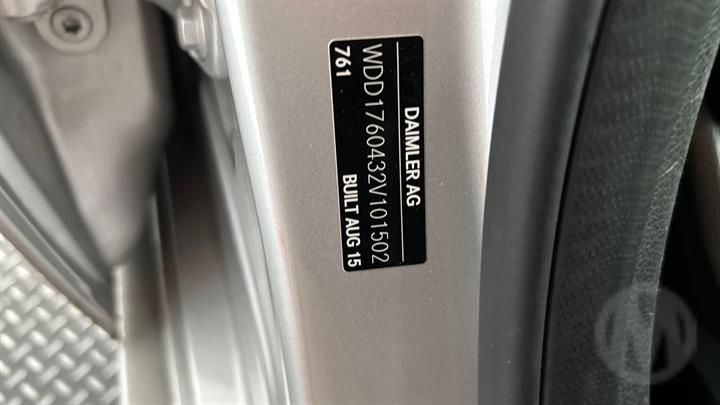 DAIMLER AG
WDD1760432V101502
761 BUILT AUG 15